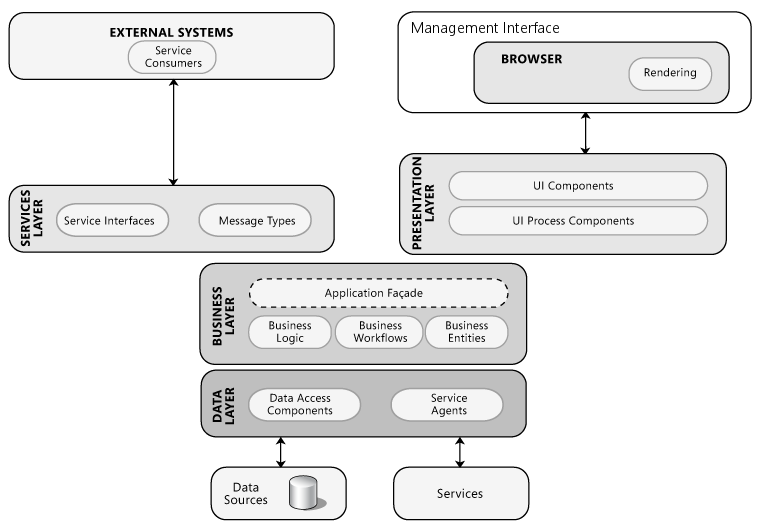 EXTERNAL SYSTEMS
Service
Consumers
Management Interface
BROWSER
Rendering
SERVICES
LAYER
Service Interfaces
Message Types
PRESENTATION
LAYER
UI Components
UI Process Components
BUSINESS
LAYER
Application Façade
Business
Logic
Business
Workflows
Business
Entities
DATA
LAYER
Data Access
Components
Service
Agents
Data
Sources
Services